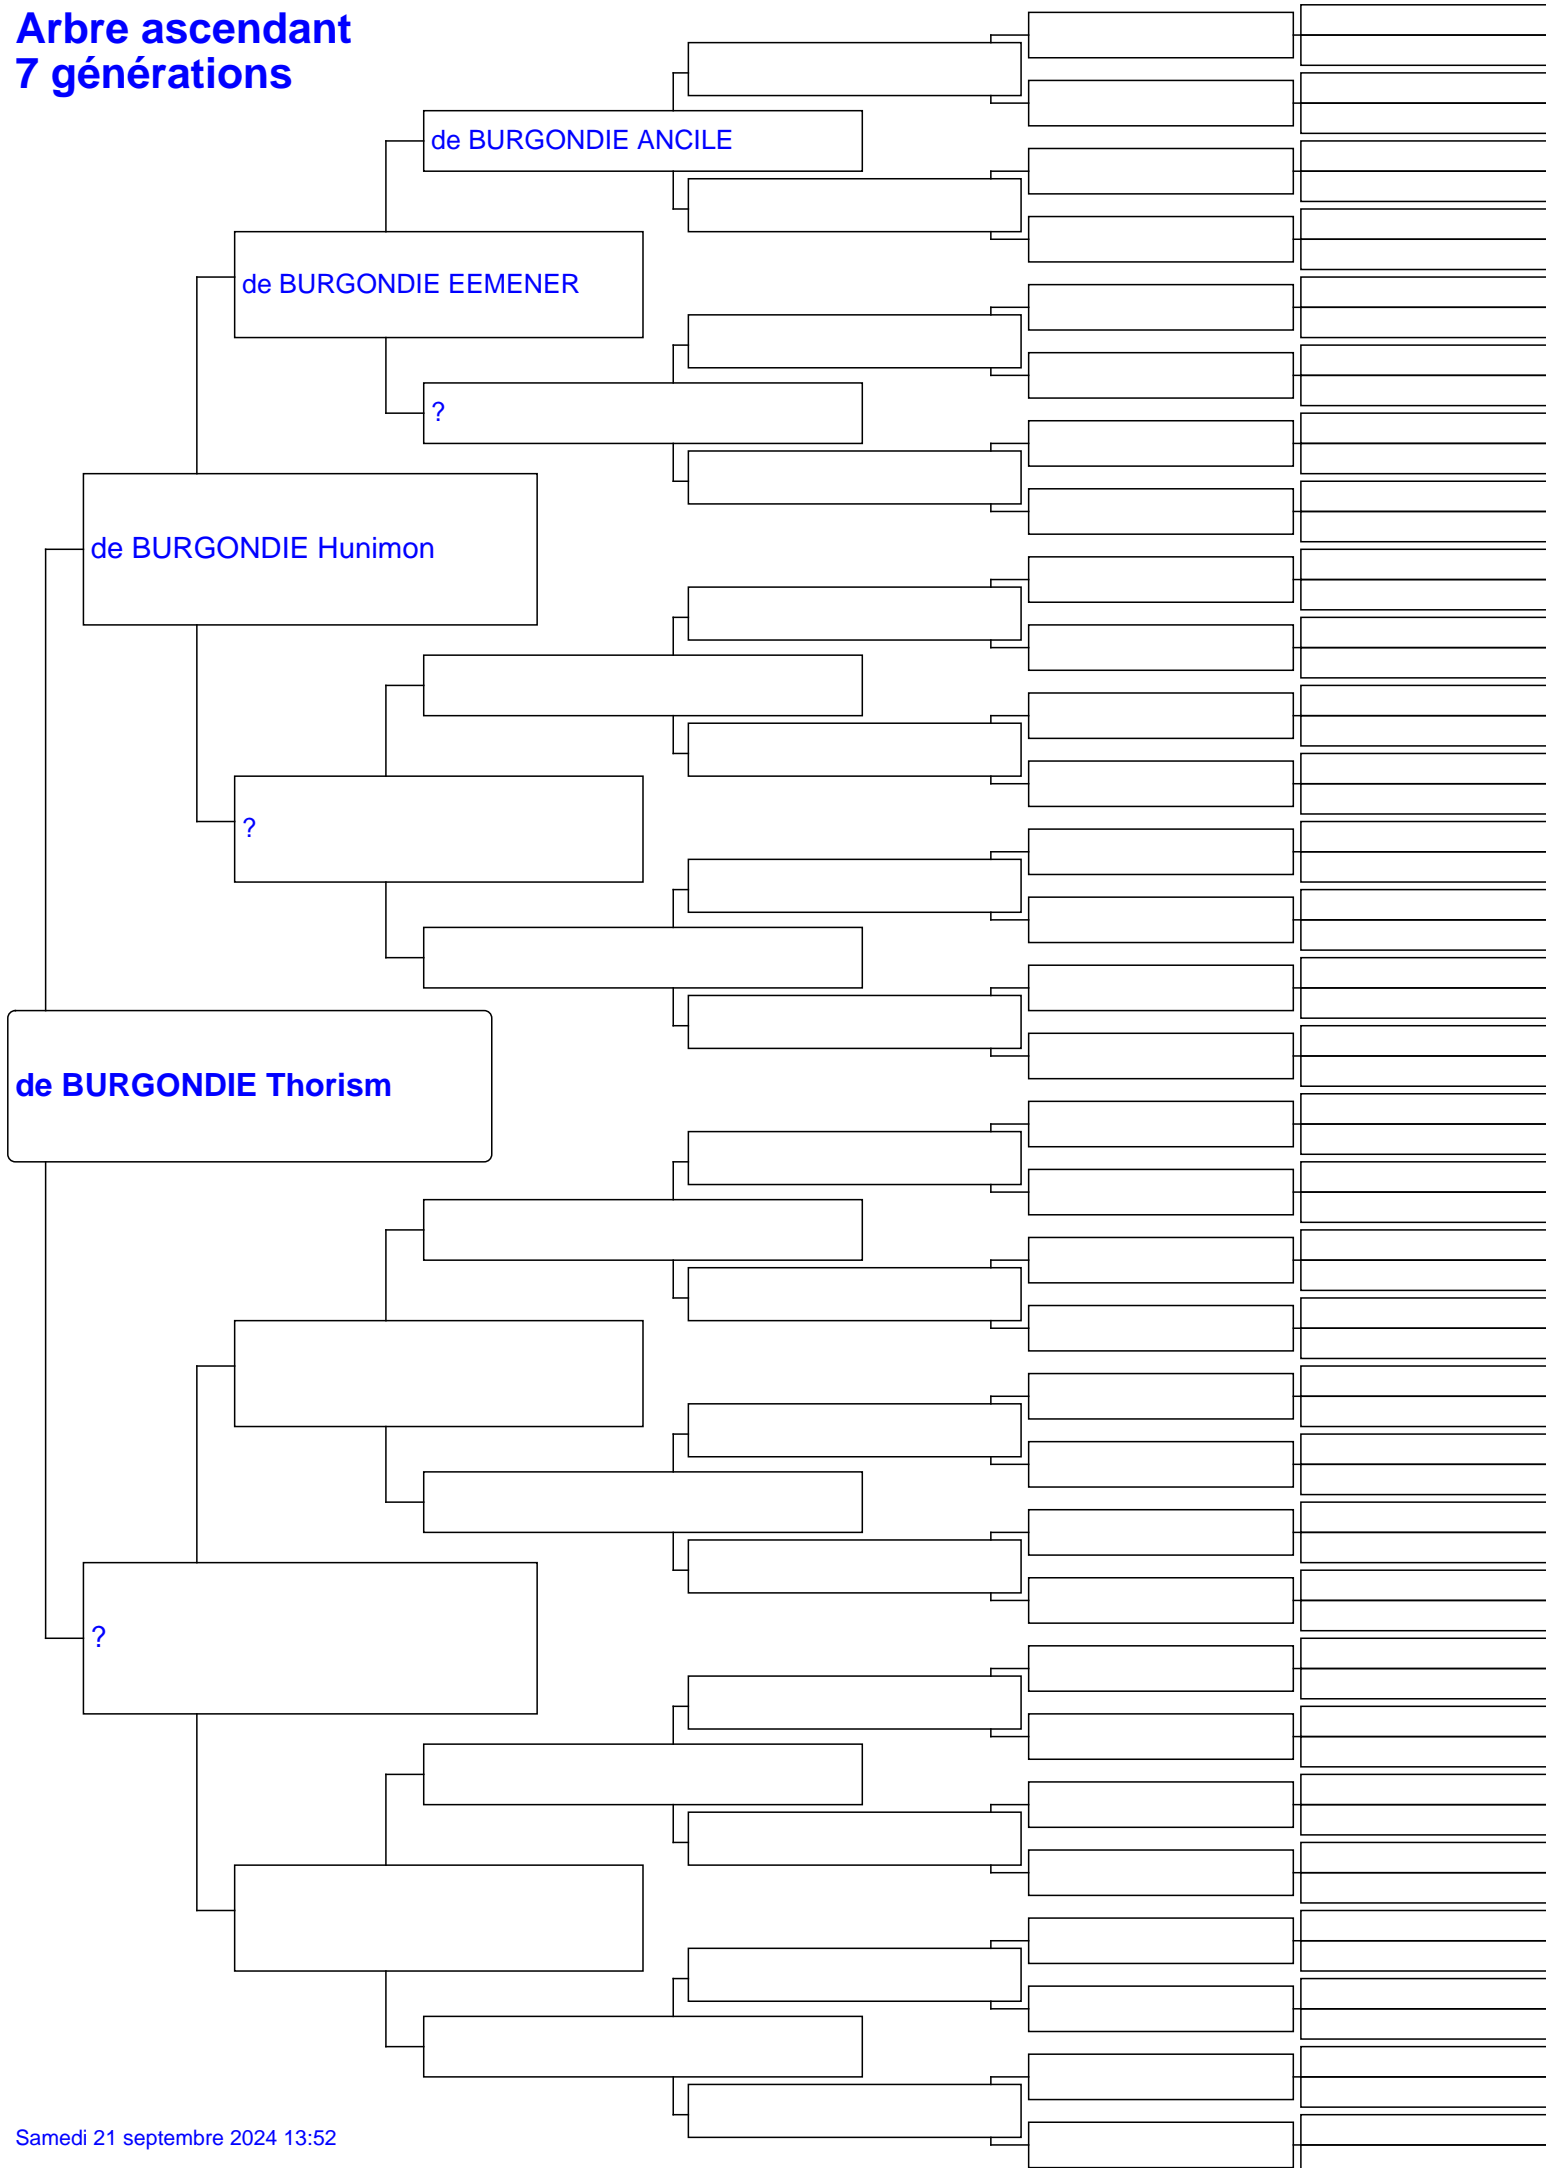 Arbre ascendant
7 générations
de BURGONDIE ANCILE
de BURGONDIE EEMENER
?
de BURGONDIE Hunimon
?
de BURGONDIE Thorism
?
Samedi 21 septembre 2024 13:52